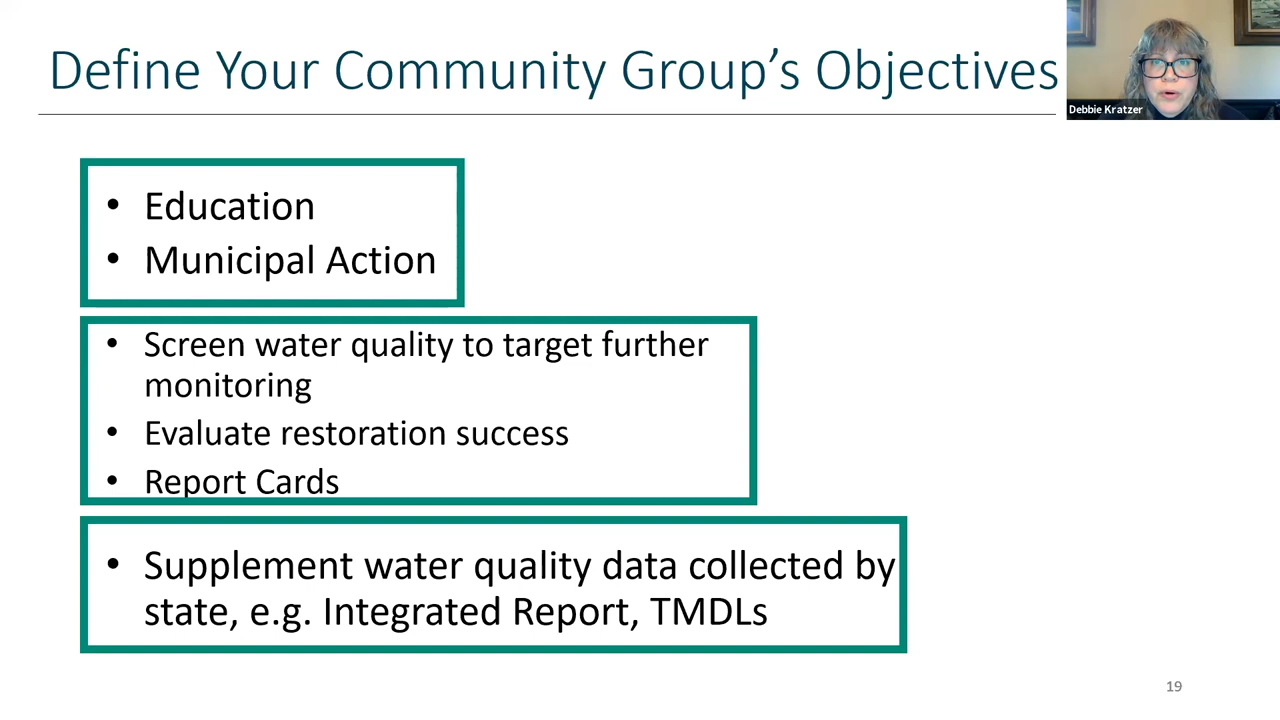 Define Your Community Group's Objectives
Debbie Kratzer
• Education
• Municipal Action
• Screen water quality to target further
monitoring
• Evaluate restoration success
• Report Cards
• Supplement water quality data collected by
state, e.g. Integrated Report, TMDLs
19